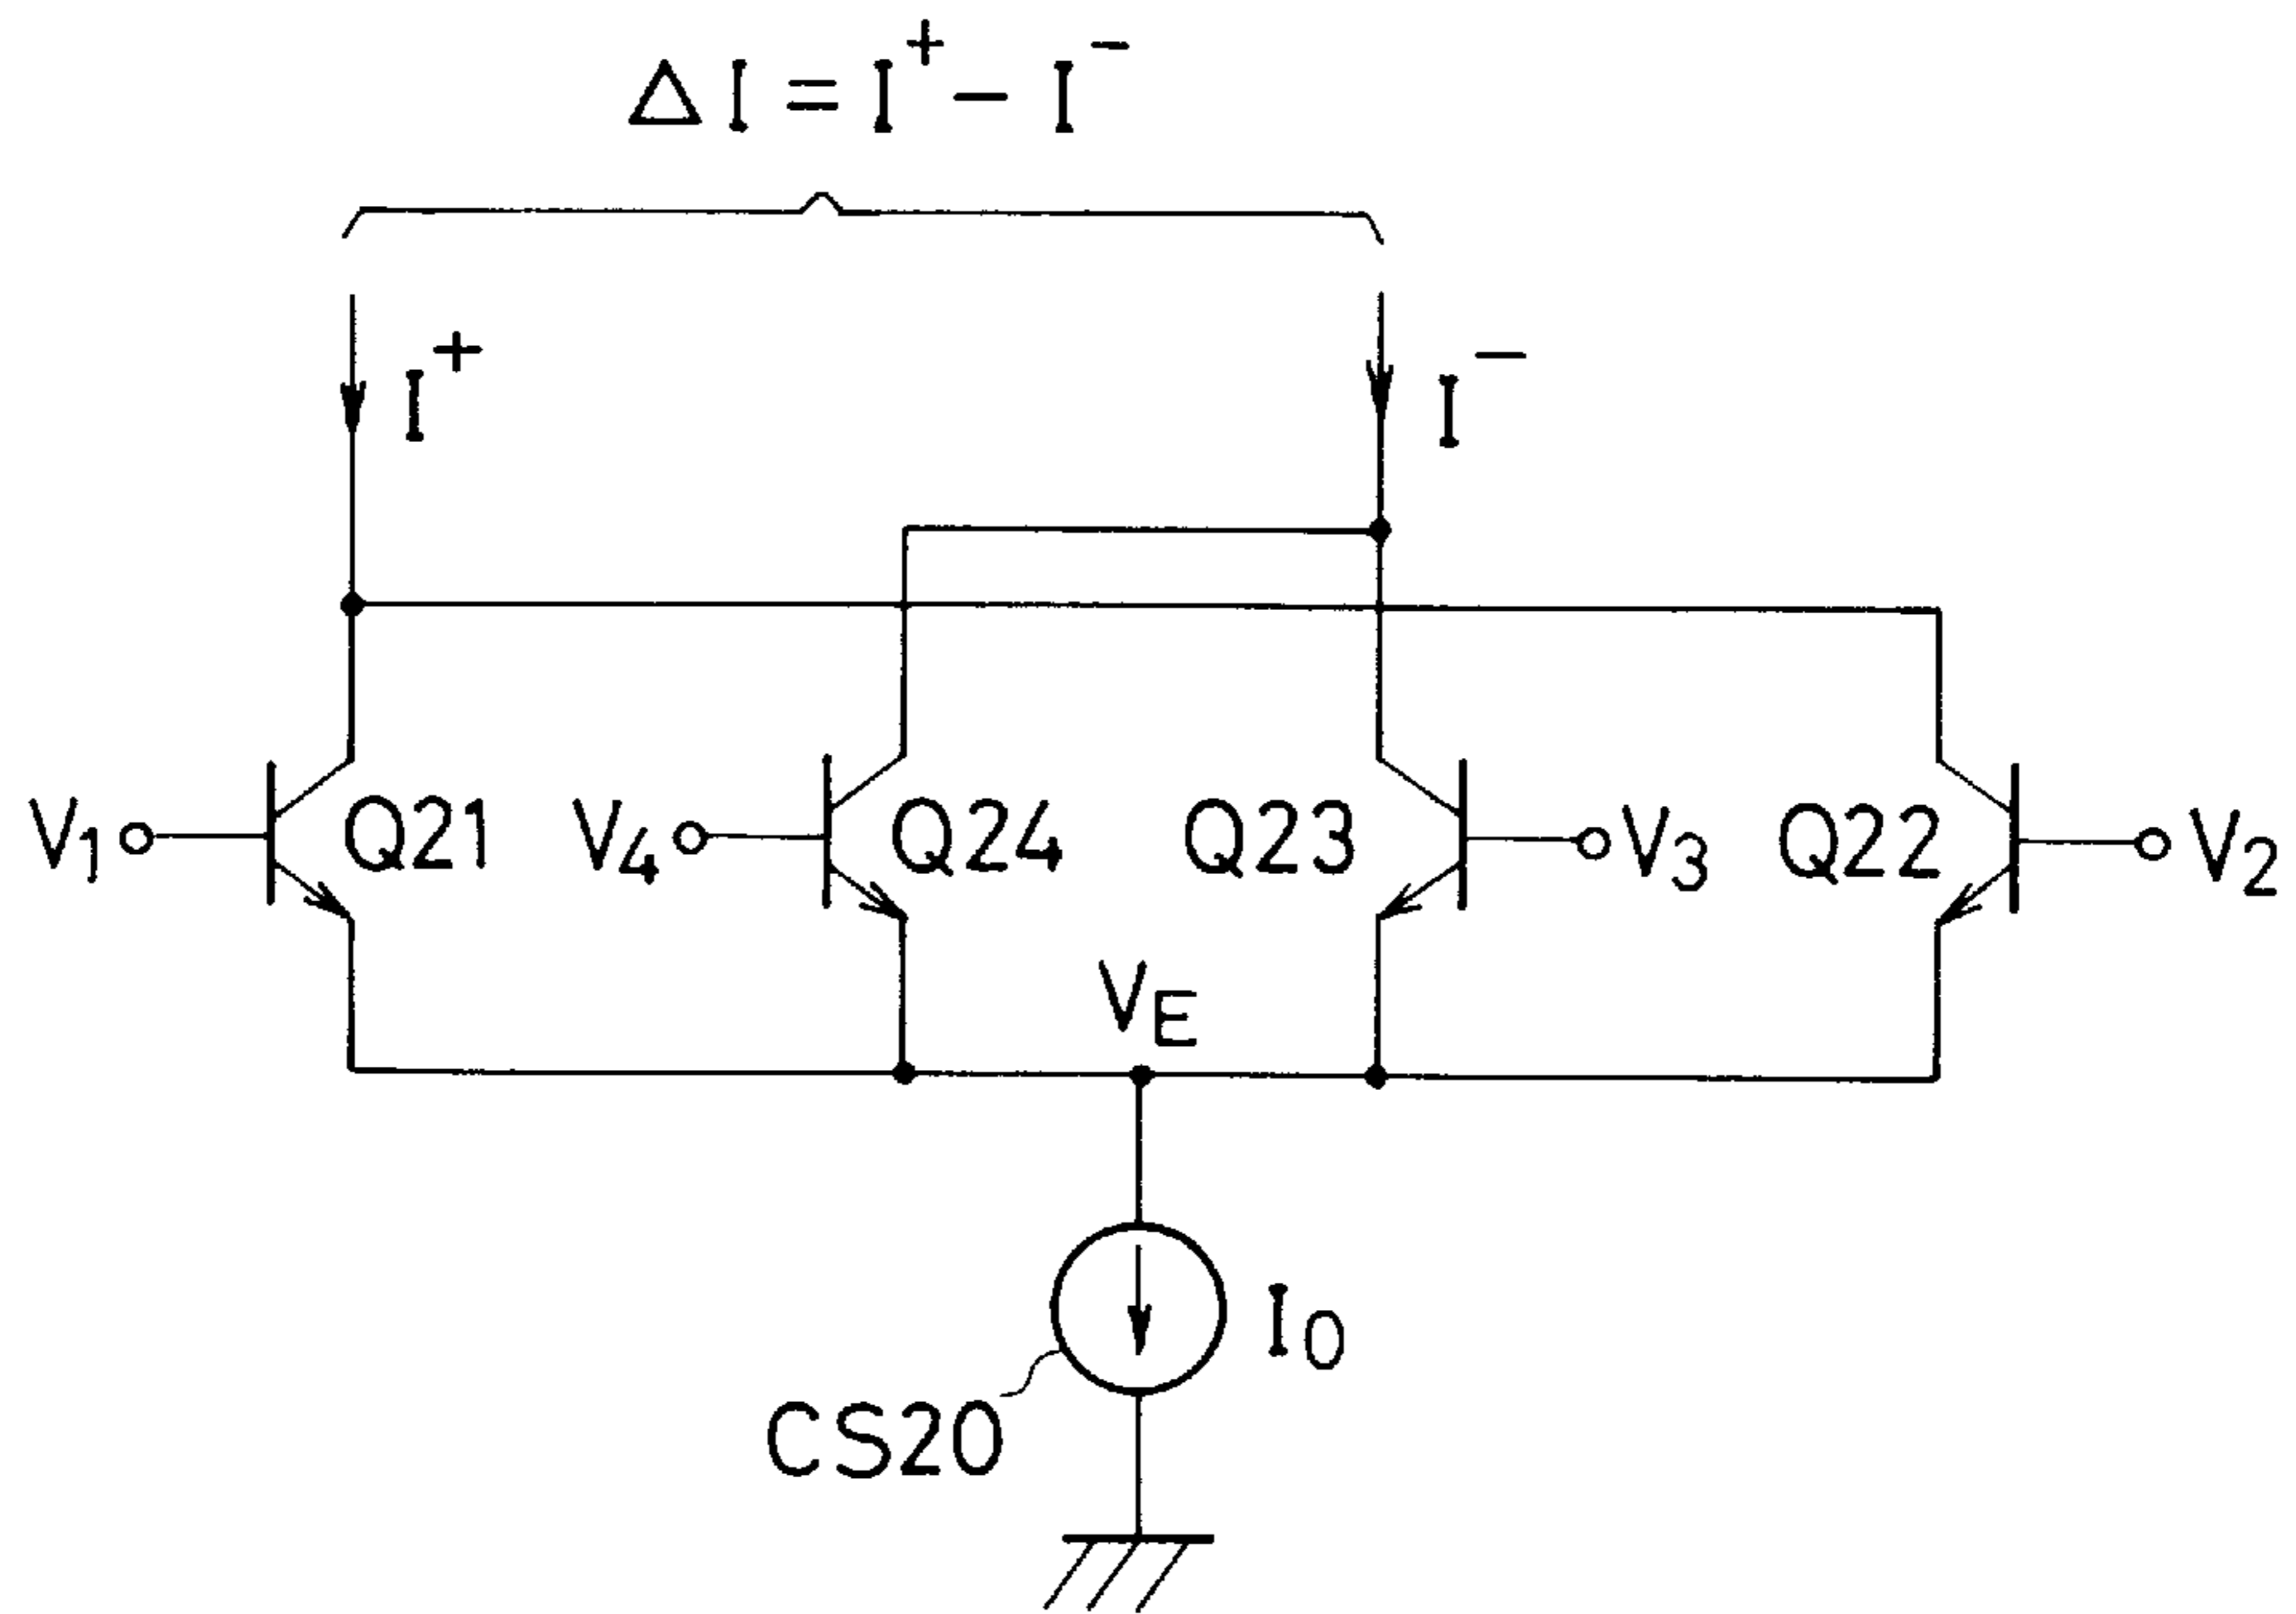 ΔI = I⁺ - I⁻
I⁺
I⁻
V₁ Q21 V₄ Q24 Q23 V₃ Q22 V₂
V_E
I₀
CS20